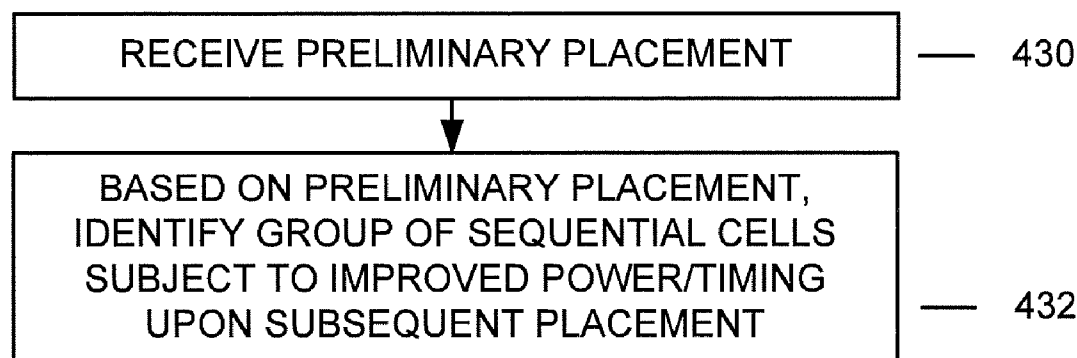 RECEIVE PRELIMINARY PLACEMENT
430
BASED ON PRELIMINARY PLACEMENT,
IDENTIFY GROUP OF SEQUENTIAL CELLS
SUBJECT TO IMPROVED POWER/TIMING
UPON SUBSEQUENT PLACEMENT
432